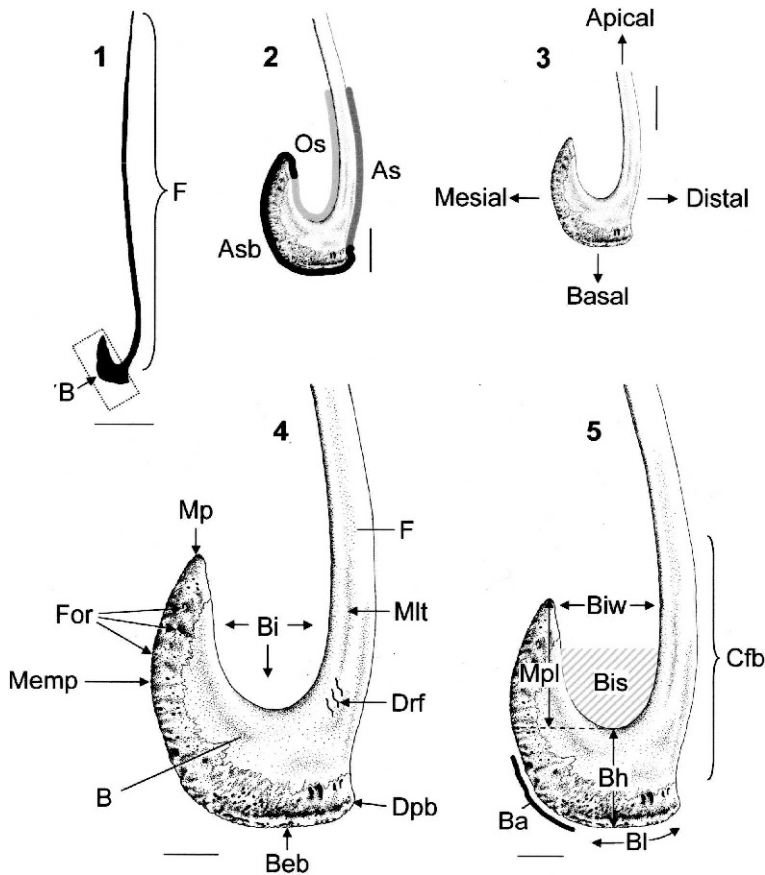 1
F
B
2
Os
As
Asb
3
Apical
Mesial
Distal
Basal
4
Mp
F
For
Bi
Mlt
Memp
Drf
B
Dpb
Beb
5
Biw
Cfb
Mpl
Bis
Bh
Ba
Bl